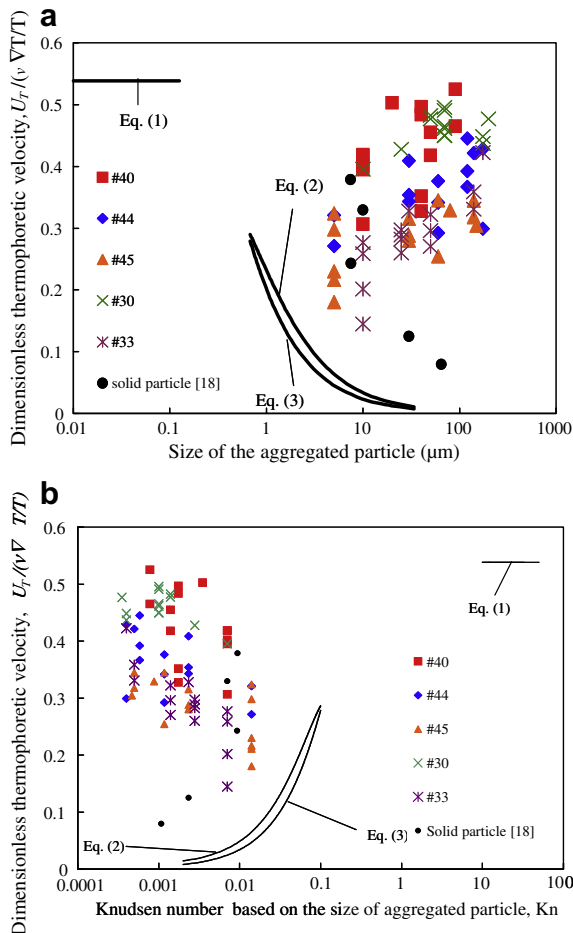 a
Dimensionless thermophoretic velocity, U_T/(ν ∇T/T)
0.6
0.5
0.4
0.3
0.2
0.1
0
Eq. (1)
#40
#44
#45
#30
#33
solid particle [18]
Eq. (2)
Eq. (3)
0.01 0.1 1 10 100 1000
Size of the aggregated particle (μm)
b
Dimensionless thermophoretic velocity, U_T/(ν∇ T/T)
0.6
0.5
0.4
0.3
0.2
0.1
0
Eq. (1)
#40
#44
#45
#30
#33
Solid particle [18]
Eq. (2)
Eq. (3)
0.0001 0.001 0.01 0.1 1 10 100
Knudsen number based on the size of aggregated particle, Kn